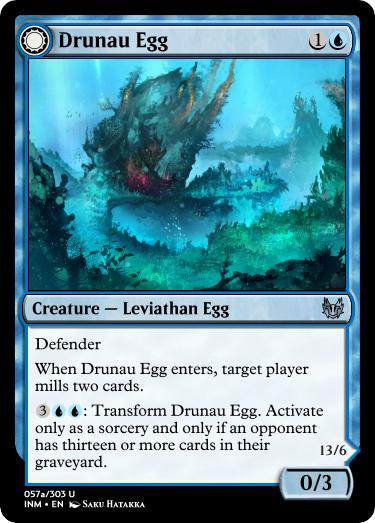 Drunau Egg 1
Creature — Leviathan Egg
Defender
When Drunau Egg enters, target player
mills two cards.
3: Transform Drunau Egg. Activate
only as a sorcery and only if an opponent
has thirteen or more cards in their
graveyard.
13/6
0/3
057a/303 U
INM • EN Saku Hatakka